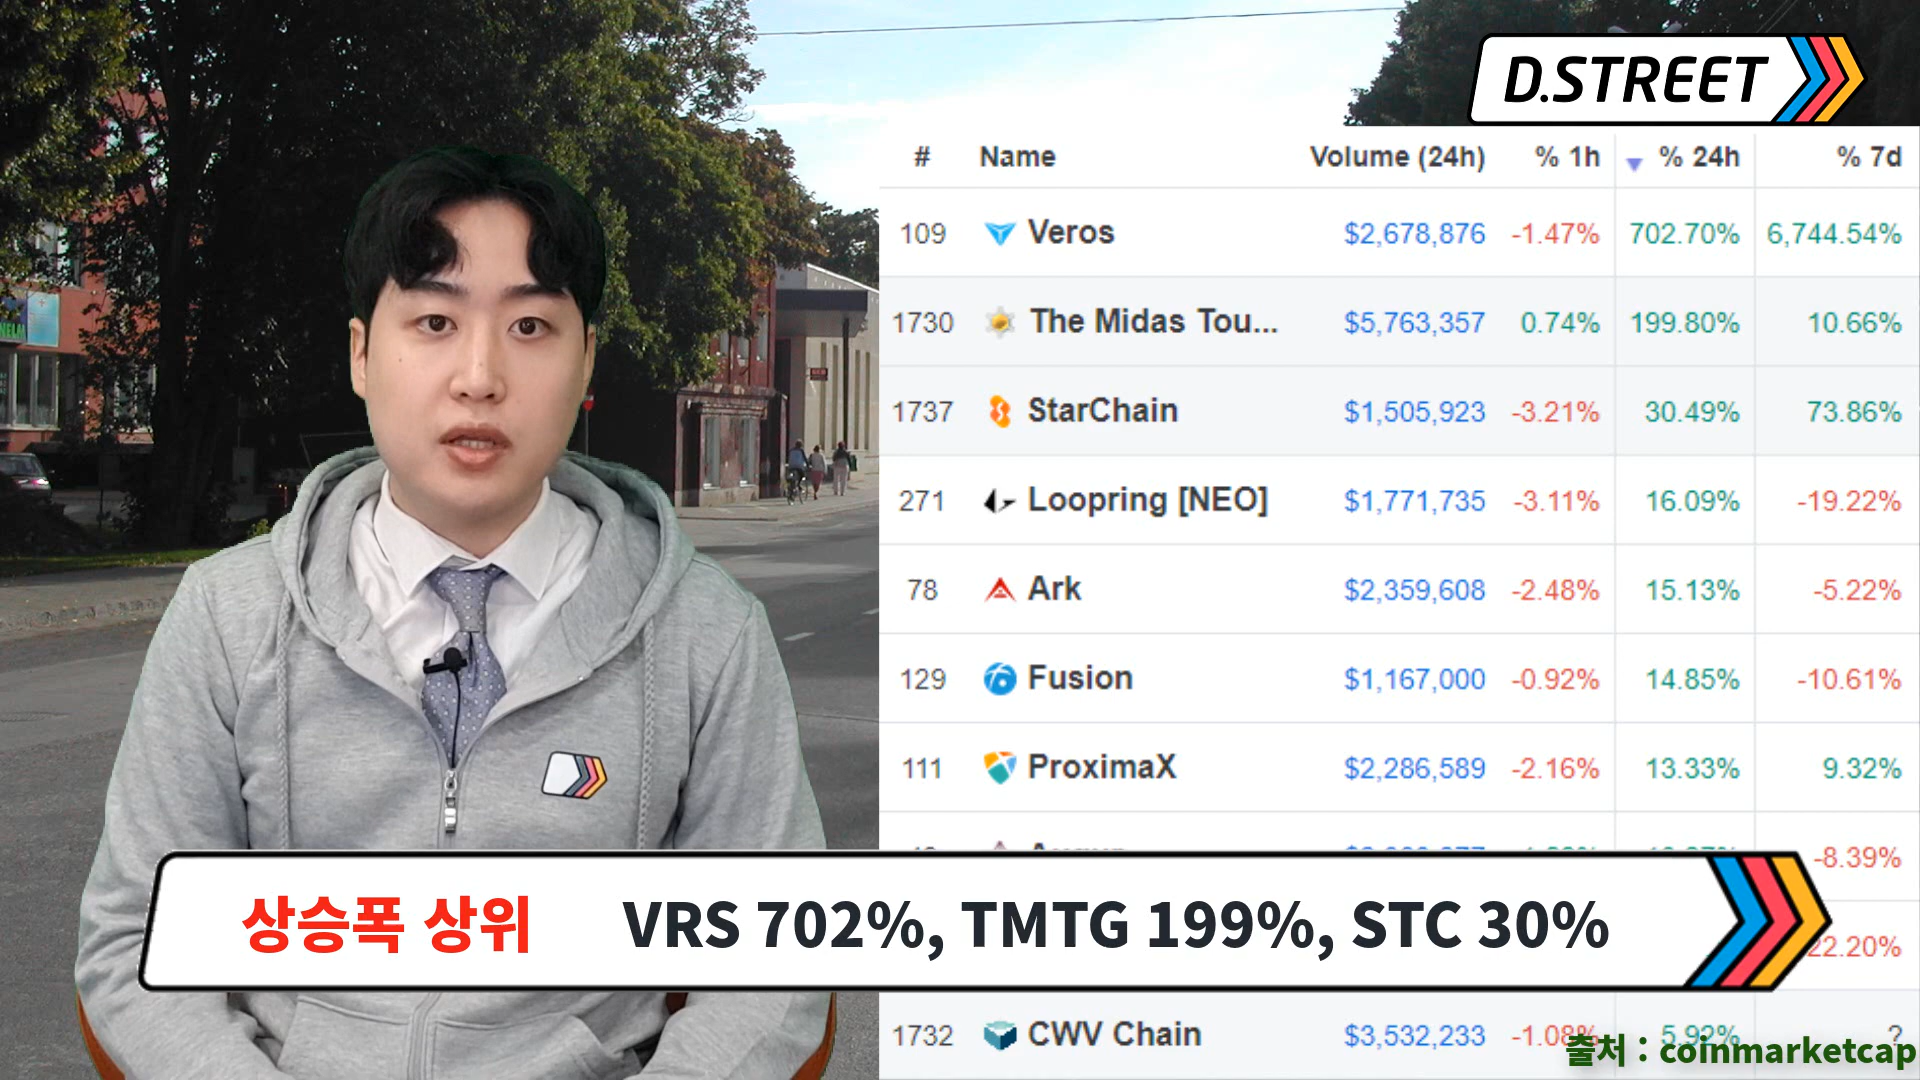 D.STREET
# Name Volume (24h) % 1h % 24h % 7d
109 Veros $2,678,876 -1.47% 702.70% 6,744.54%
1730 The Midas Tou... $5,763,357 0.74% 199.80% 10.66%
1737 StarChain $1,505,923 -3.21% 30.49% 73.86%
271 Loopring [NEO] $1,771,735 -3.11% 16.09% -19.22%
78 Ark $2,359,608 -2.48% 15.13% -5.22%
129 Fusion $1,167,000 -0.92% 14.85% -10.61%
111 ProximaX $2,286,589 -2.16% 13.33% 9.32%
-8.39%
상승폭 상위 VRS 702%, TMTG 199%, STC 30%
22.20%
1732 CWV Chain $3,532,233 -1.08% 5.92% ?
출처 : coinmarketcap